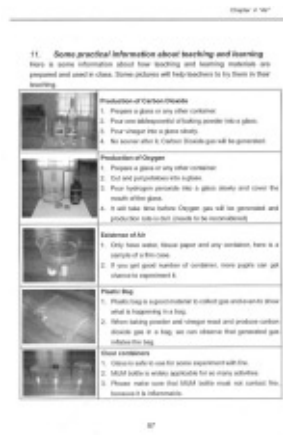 Chapter 4 "Air"
11. Some practical information about teaching and learning
Here is some information about how teaching and learning materials are
prepared and used in class. Some pictures will help teachers to try them in their
teaching.
Production of Carbon Dioxide
1. Prepare a glass or any other container.
2. Pour one tablespoonful of baking powder into a glass.
3. Pour vinegar into a glass slowly.
4. No sooner after it, Carbon Dioxide gas will be generated.
Production of Oxygen
1. Prepare a glass or any other container.
2. Cut and put potatoes into a glass.
3. Pour hydrogen peroxide into a glass slowly and cover the
mouth of the glass.
4. It will take time before Oxygen gas will be generated and
production rate is (needs to be
Existence of Air
1. Only have water, tissue paper and any container, here is a
sample of a this case.
2. If you get good number of container, more pupils can get
chance to experiment it.
Plastic Bag
1. Plastic bag is a good material to collect gas and even to show
what is happening in a bag.
2. When baking powder and vinegar react and produce carbon
dioxide gas in a bag, we can observe that generated gas
inflates the bag.
Glass containers
1. Glass is safe to use for some experiment with fire.
2. MUM bottle is widely applicable for so many activities.
3. Please make sure that MUM bottle must not contact fire,
because it is inflammable.
97